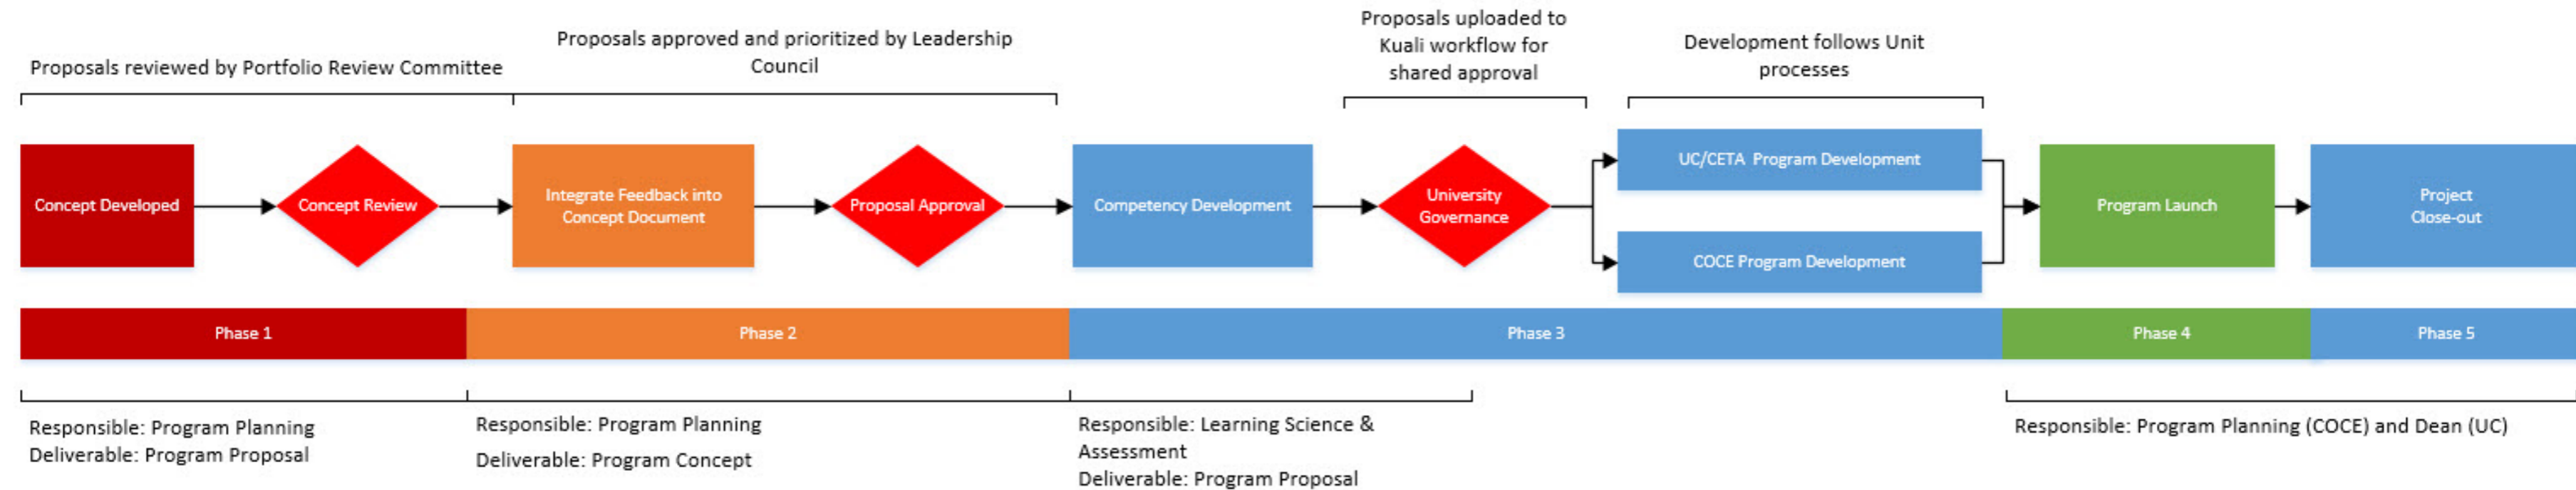 Proposals reviewed by Portfolio Review Committee
Proposals approved and prioritized by Leadership
Council
Proposals uploaded to
Kuali workflow for
shared approval
Development follows Unit
processes
Concept Developed
Concept Review
Integrate Feedback into
Concept Document
Proposal Approval
Competency Development
University
Governance
UC/CETA Program Development
COCE Program Development
Program Launch
Project
Close-out
Phase 1
Phase 2
Phase 3
Phase 4
Phase 5
Responsible: Program Planning
Deliverable: Program Proposal
Responsible: Program Planning
Deliverable: Program Concept
Responsible: Learning Science &
Assessment
Deliverable: Program Proposal
Responsible: Program Planning (COCE) and Dean (UC)